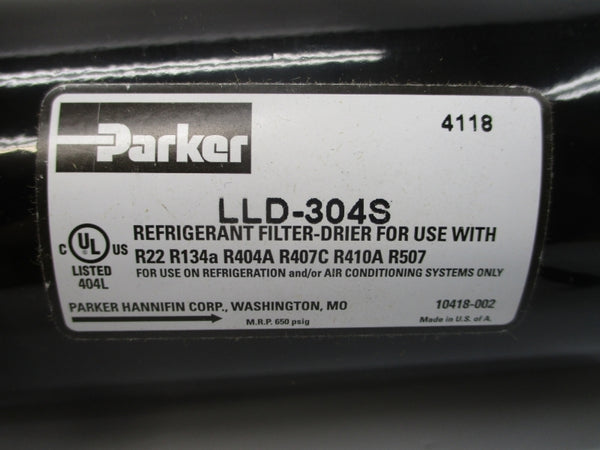 Parker
4118
LLD-304S
REFRIGERANT FILTER-DRIER FOR USE WITH
R22 R134a R404A R407C R410A R507
FOR USE ON REFRIGERATION and/or AIR CONDITIONING SYSTEMS ONLY
C UL US
LISTED
404L
PARKER HANNIFIN CORP., WASHINGTON, MO
10418-002
M.R.P. 650 psig
Made in U.S. of A.